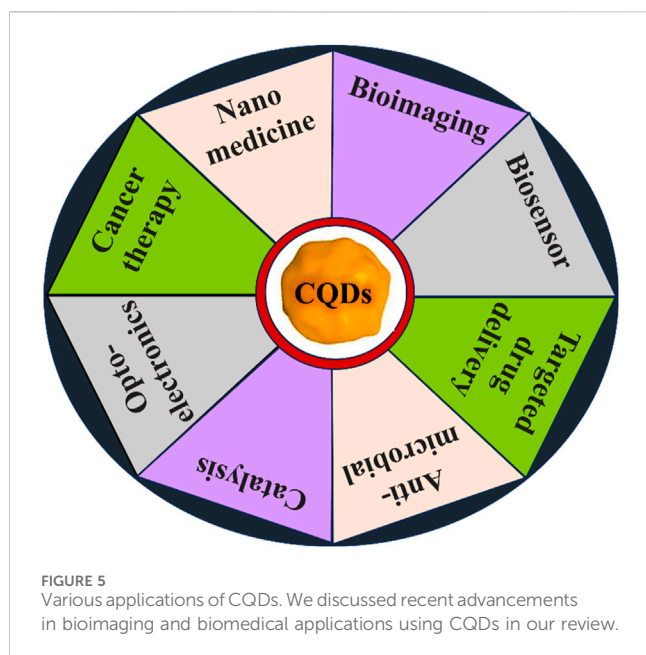 Nano
medicine
Bioimaging
Biosensor
Targeted
drug
delivery
Anti-
microbial
Catalysis
Opto-
electronics
Cancer
therapy
CQDs
FIGURE 5
Various applications of CQDs. We discussed recent advancements
in bioimaging and biomedical applications using CQDs in our review.